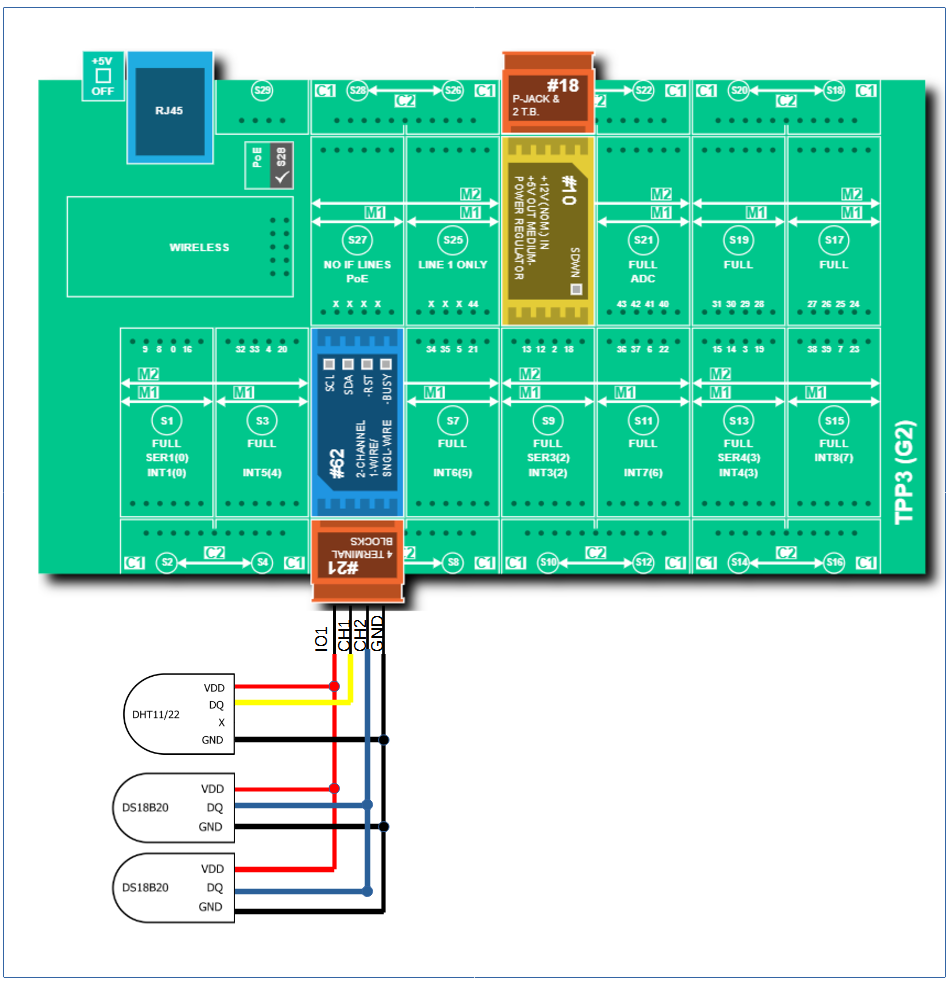 +5V
OFF
RJ45
S29
C1 S28 S26 C1
C2
#18
P-JACK &
2 T.B.
2 S22 C1
C1 S20 S18 C1
C2
PoE
✓ S28
WIRELESS
M2
M1
S27
NO IF LINES
PoE
X X X X
M1
S25
LINE 1 ONLY
X X X 44
#10
+12V (NOM) IN
+5V OUT MEDIUM-
POWER REGULATOR
SDWN
M2
M1
S21
FULL
ADC
43 42 41 40
M1
S19
FULL
31 30 29 28
M2
M1
S17
FULL
27 26 25 24
9 8 0 16
M2
M1
S1
FULL
SER1(0)
INT1(0)
32 33 4 20
M1
S3
FULL
INT5(4)
SCL
SDA
-RST
-BUSY
#62
2-CHANNEL
1-WIRE/
SNGL-WIRE
34 35 5 21
M1
S7
FULL
INT6(5)
13 12 2 18
M2
M1
S9
FULL
SER3(2)
INT3(2)
36 37 6 22
M1
S11
FULL
INT7(6)
15 14 3 19
M2
M1
S13
FULL
SER4(3)
INT4(3)
38 39 7 23
M1
S15
FULL
INT8(7)
TPP3 (G2)
C1 S2 C2 S4 C1
#21
4 TERMINAL
BLOCKS
2 S8 C1
C1 S10 C2 S12 C1
C1 S14 C2 S16 C1
IO1
CH1
CH2
GND
DHT11/22
VDD
DQ
X
GND
DS18B20
VDD
DQ
GND
DS18B20
VDD
DQ
GND